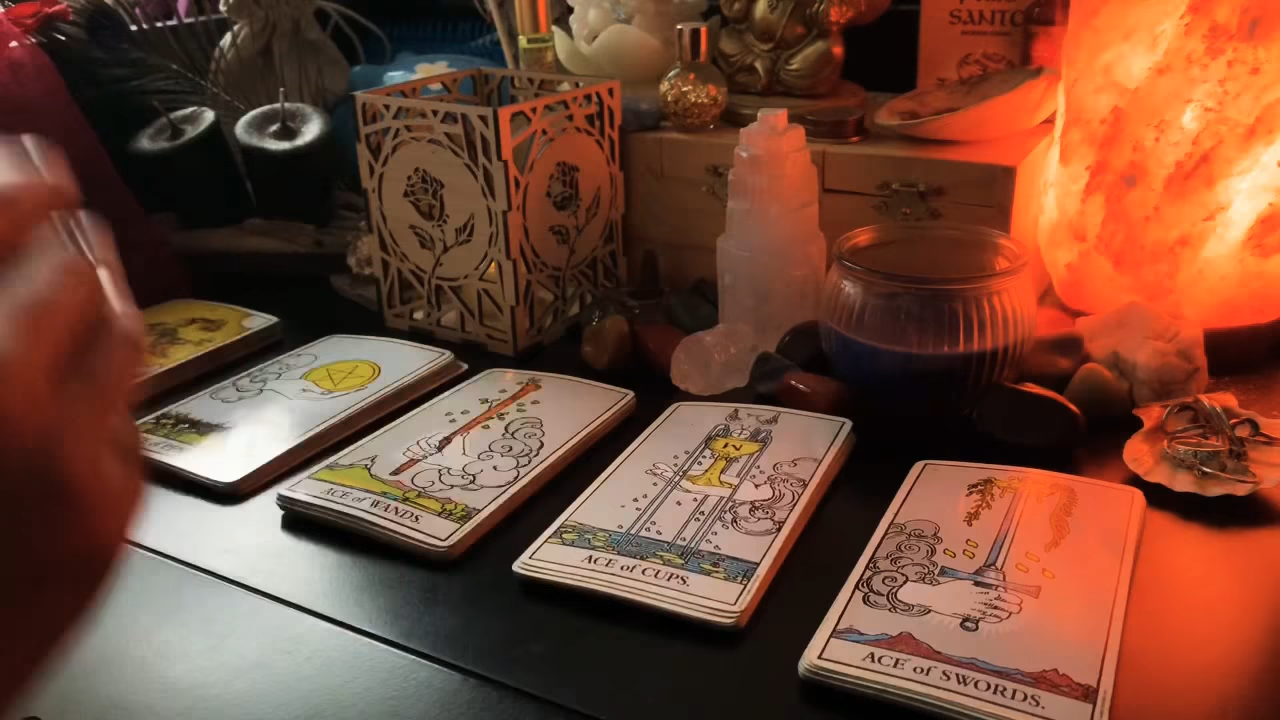 SANTO
ACE of WANDS.
ACE of CUPS.
ACE of SWORDS.